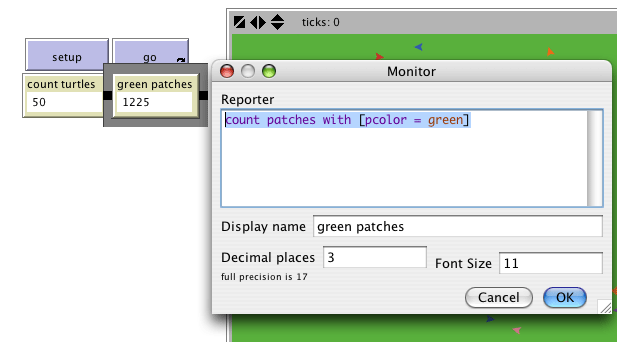 ticks: 0
setup
go
count turtles
50
green patches
1225
Monitor
Reporter
count patches with [pcolor = green]
Display name
green patches
Decimal places
3
full precision is 17
Font Size
11
Cancel
OK